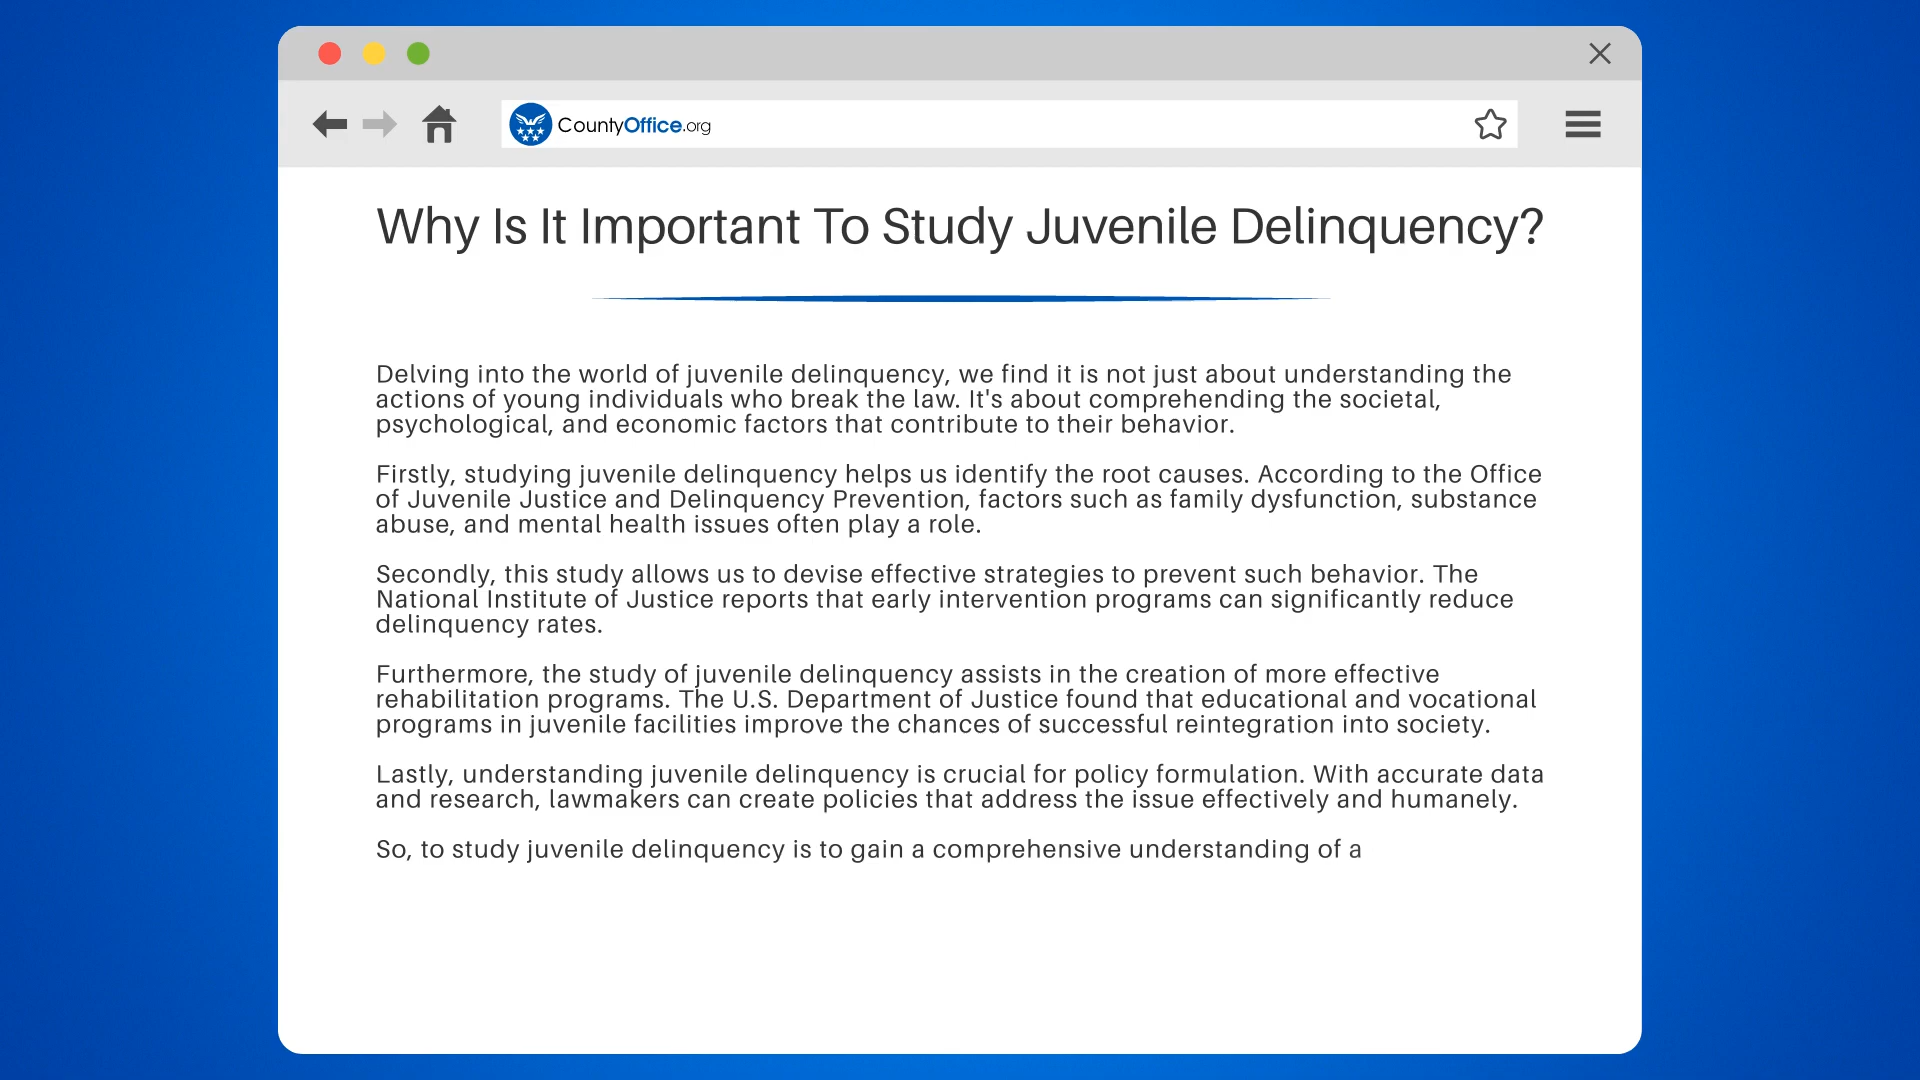 CountyOffice.org
Why Is It Important To Study Juvenile Delinquency?
Delving into the world of juvenile delinquency, we find it is not just about understanding the
actions of young individuals who break the law. It's about comprehending the societal,
psychological, and economic factors that contribute to their behavior.
Firstly, studying juvenile delinquency helps us identify the root causes. According to the Office
of Juvenile Justice and Delinquency Prevention, factors such as family dysfunction, substance
abuse, and mental health issues often play a role.
Secondly, this study allows us to devise effective strategies to prevent such behavior. The
National Institute of Justice reports that early intervention programs can significantly reduce
delinquency rates.
Furthermore, the study of juvenile delinquency assists in the creation of more effective
rehabilitation programs. The U.S. Department of Justice found that educational and vocational
programs in juvenile facilities improve the chances of successful reintegration into society.
Lastly, understanding juvenile delinquency is crucial for policy formulation. With accurate data
and research, lawmakers can create policies that address the issue effectively and humanely.
So, to study juvenile delinquency is to gain a comprehensive understanding of a